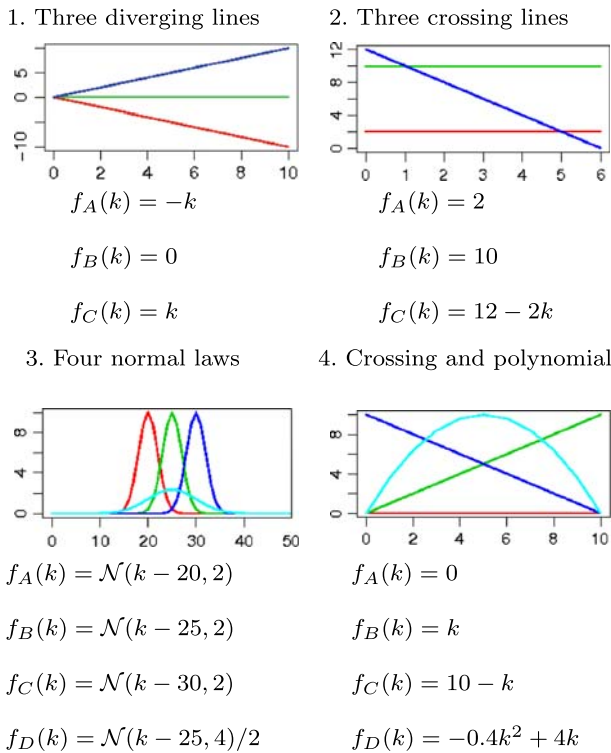 1. Three diverging lines
5
0
−10
0 2 4 6 8 10
f_A(k) = −k
f_B(k) = 0
f_C(k) = k
2. Three crossing lines
12
8
4
0
0 1 2 3 4 5 6
f_A(k) = 2
f_B(k) = 10
f_C(k) = 12 − 2k
3. Four normal laws
8
4
0
0 10 20 30 40 50
f_A(k) = 𝒩(k − 20, 2)
f_B(k) = 𝒩(k − 25, 2)
f_C(k) = 𝒩(k − 30, 2)
f_D(k) = 𝒩(k − 25, 4)/2
4. Crossing and polynomial
8
4
0
0 2 4 6 8 10
f_A(k) = 0
f_B(k) = k
f_C(k) = 10 − k
f_D(k) = −0.4k² + 4k